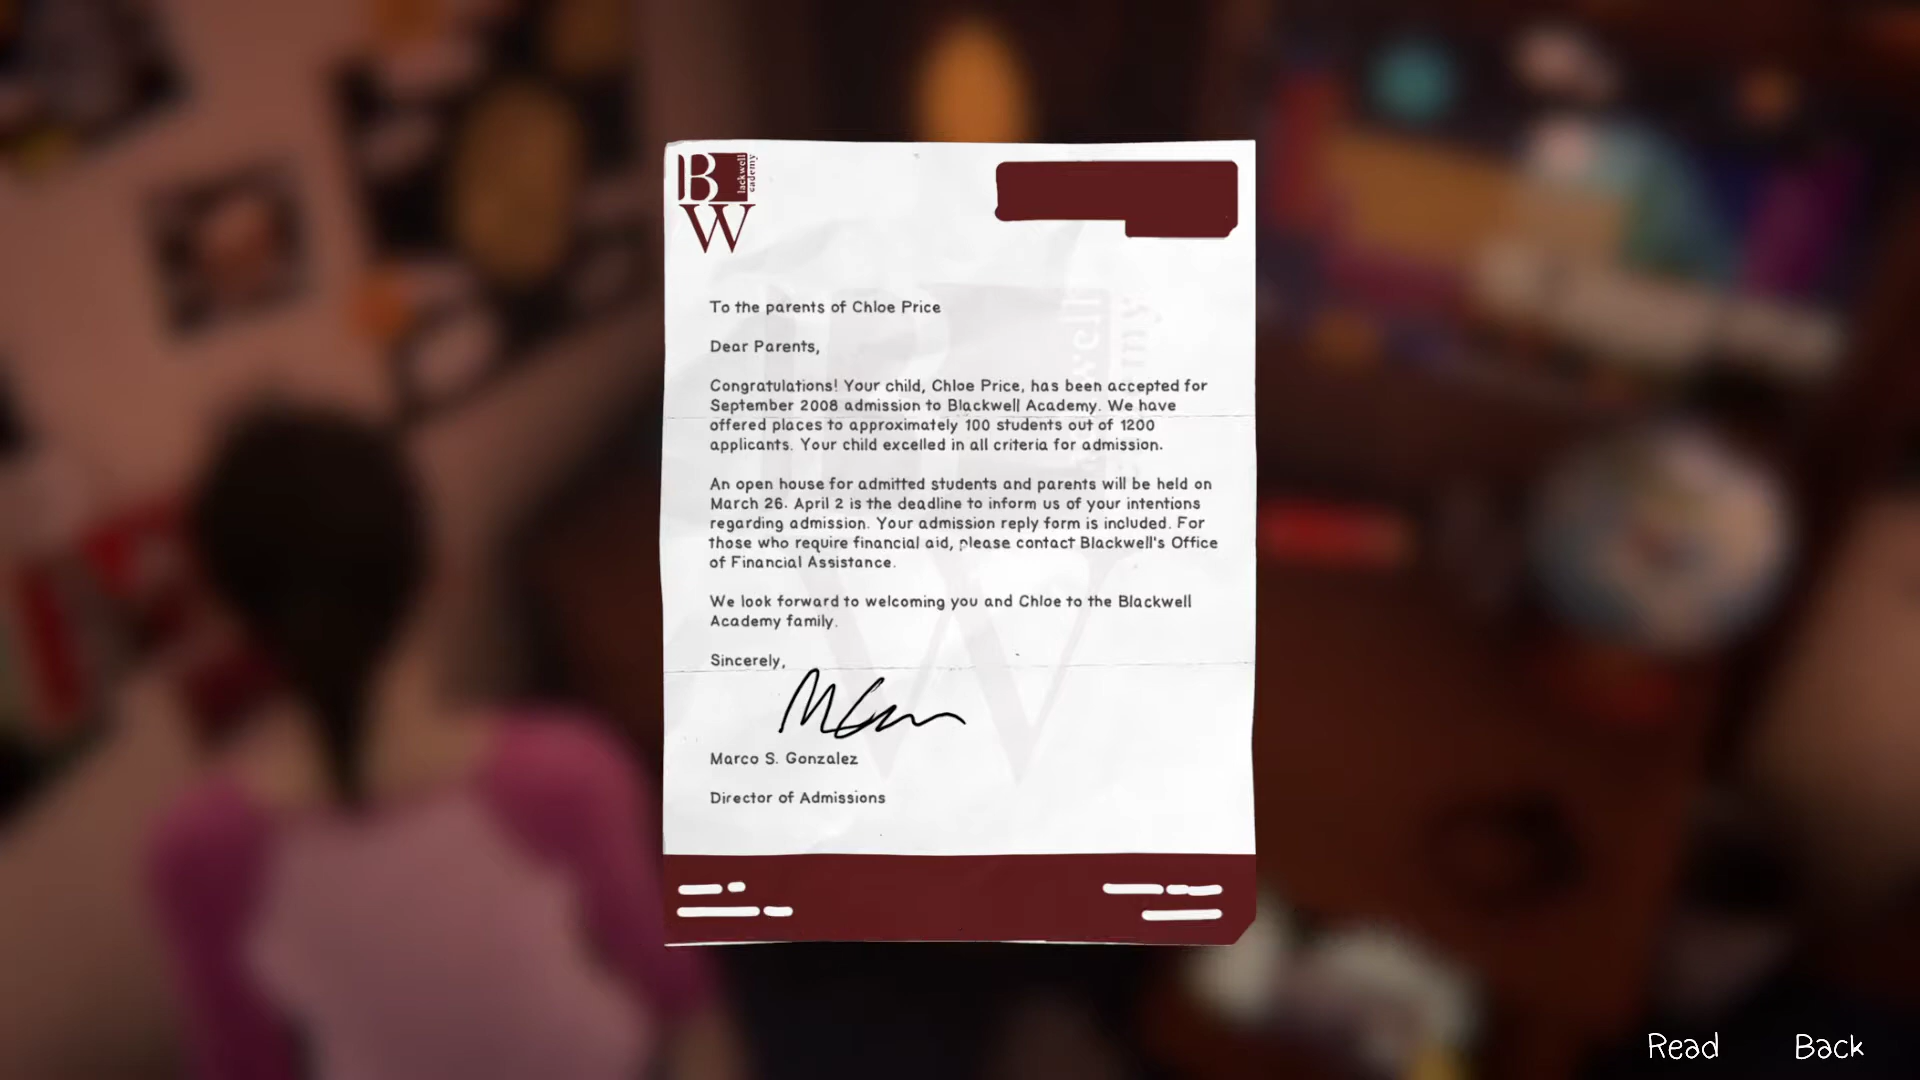 B
lackwell
cademy
W
To the parents of Chloe Price
Dear Parents,
Congratulations! Your child, Chloe Price, has been accepted for
September 2008 admission to Blackwell Academy. We have
offered places to approximately 100 students out of 1200
applicants. Your child excelled in all criteria for admission.
An open house for admitted students and parents will be held on
March 26. April 2 is the deadline to inform us of your intentions
regarding admission. Your admission reply form is included. For
those who require financial aid, please contact Blackwell's Office
of Financial Assistance.
We look forward to welcoming you and Chloe to the Blackwell
Academy family.
Sincerely,
Marco S. Gonzalez
Director of Admissions
Read Back